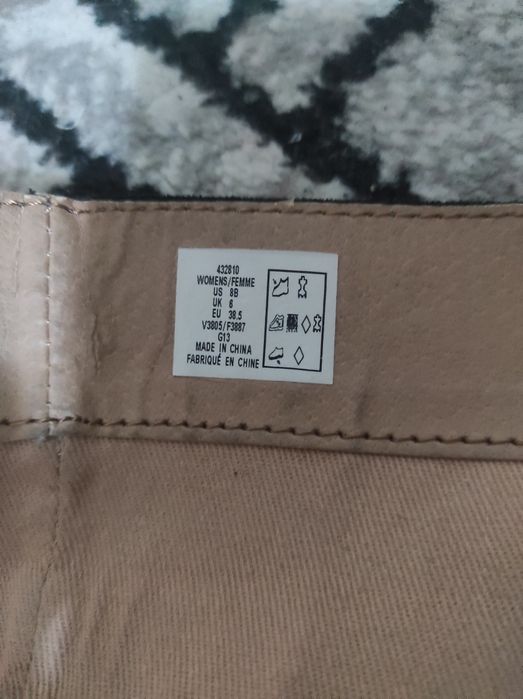 432810
WOMENS/FEMME
US 8B
UK 6
EU 38.5
V3805/F3887
G13
MADE IN CHINA
FABRIQUÉ EN CHINE